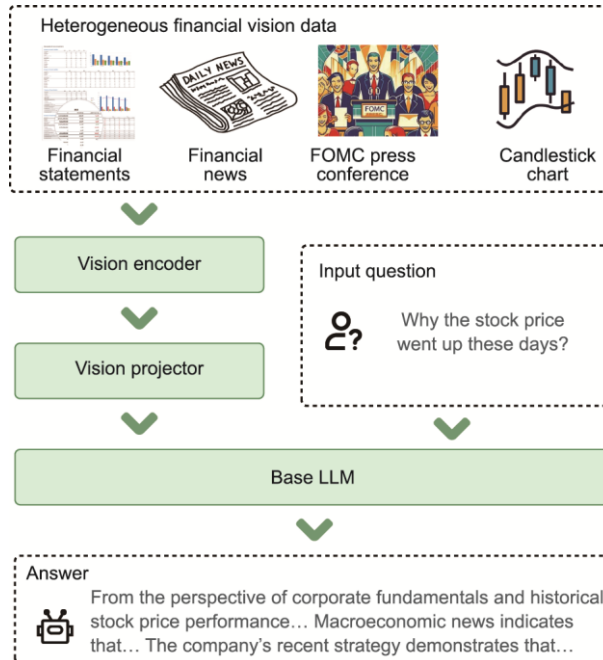 Heterogeneous financial vision data
DAILY NEWS
FOMC
Financial statements
Financial news
FOMC press conference
Candlestick chart
Vision encoder
Input question
Why the stock price
went up these days?
Vision projector
Base LLM
Answer
From the perspective of corporate fundamentals and historical
stock price performance… Macroeconomic news indicates
that… The company's recent strategy demonstrates that…